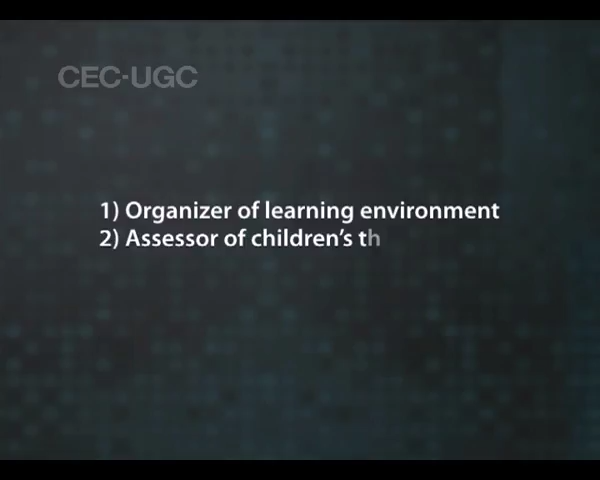 CEC-UGC
1) Organizer of learning environment
2) Assessor of children's th